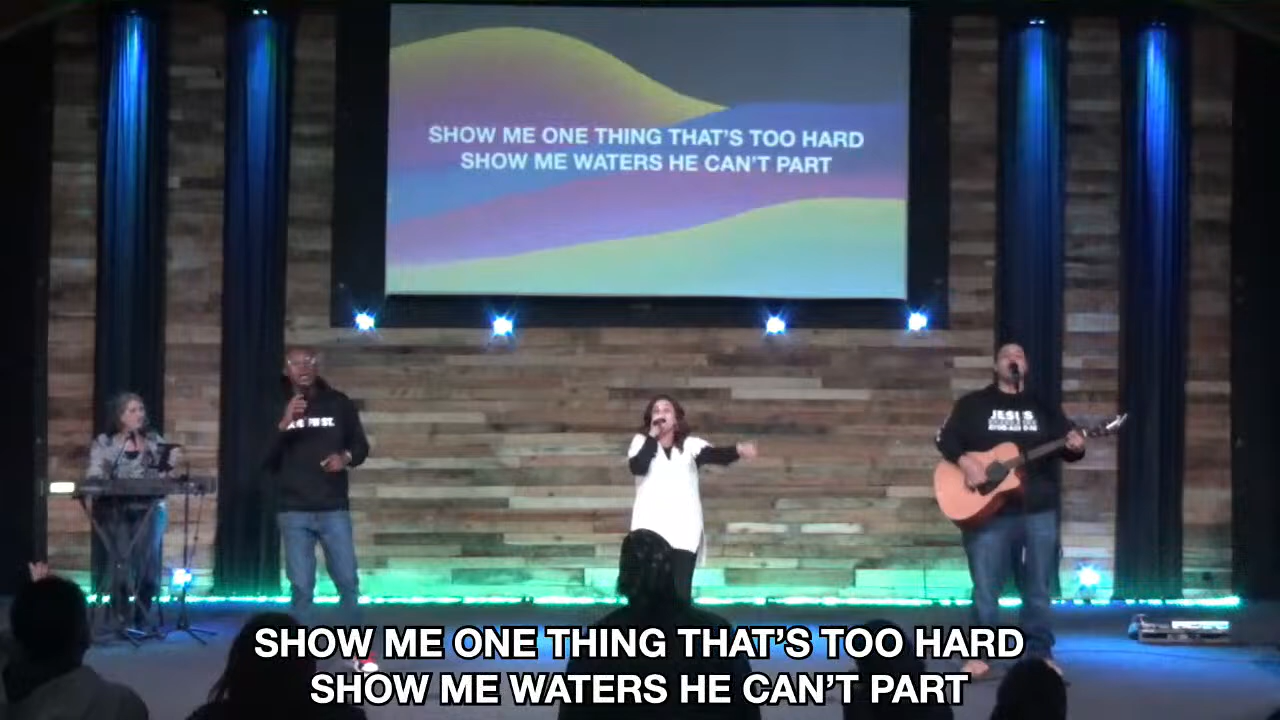 SHOW ME ONE THING THAT'S TOO HARD
SHOW ME WATERS HE CAN'T PART
JESUS
SHOW ME ONE THING THAT'S TOO HARD
SHOW ME WATERS HE CAN'T PART